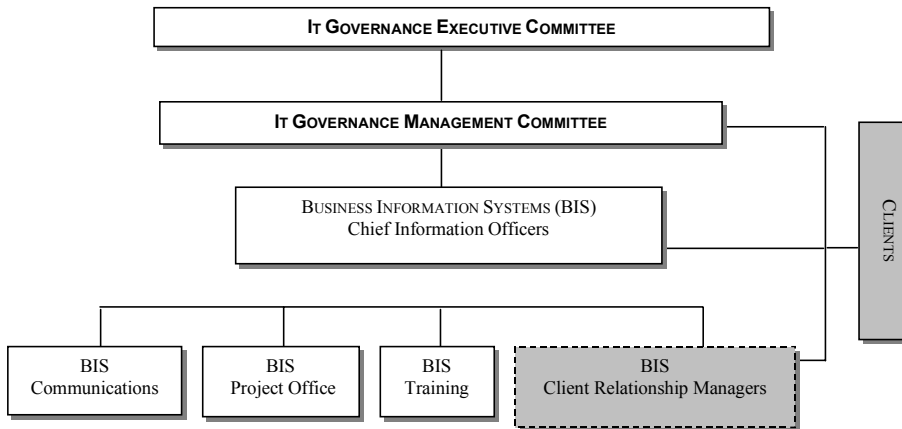 IT GOVERNANCE EXECUTIVE COMMITTEE
IT GOVERNANCE MANAGEMENT COMMITTEE
BUSINESS INFORMATION SYSTEMS (BIS)
Chief Information Officers
CLIENTS
BIS
Communications
BIS
Project Office
BIS
Training
BIS
Client Relationship Managers